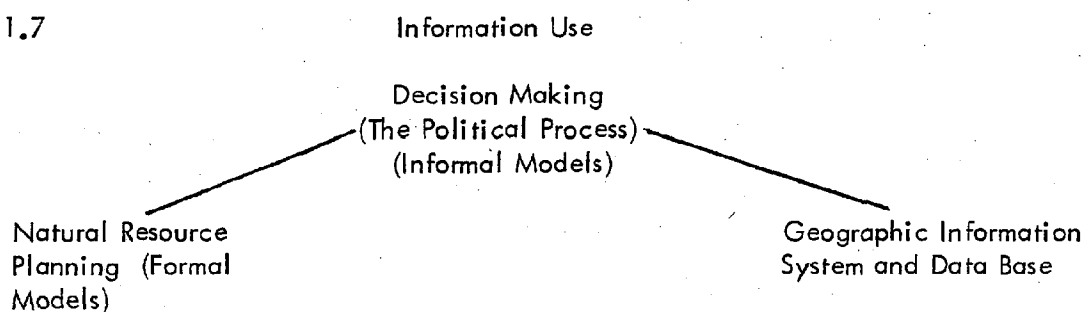 1.7 Information Use
Decision Making
(The Political Process)
(Informal Models)
Natural Resource
Planning (Formal
Models)
Geographic Information
System and Data Base